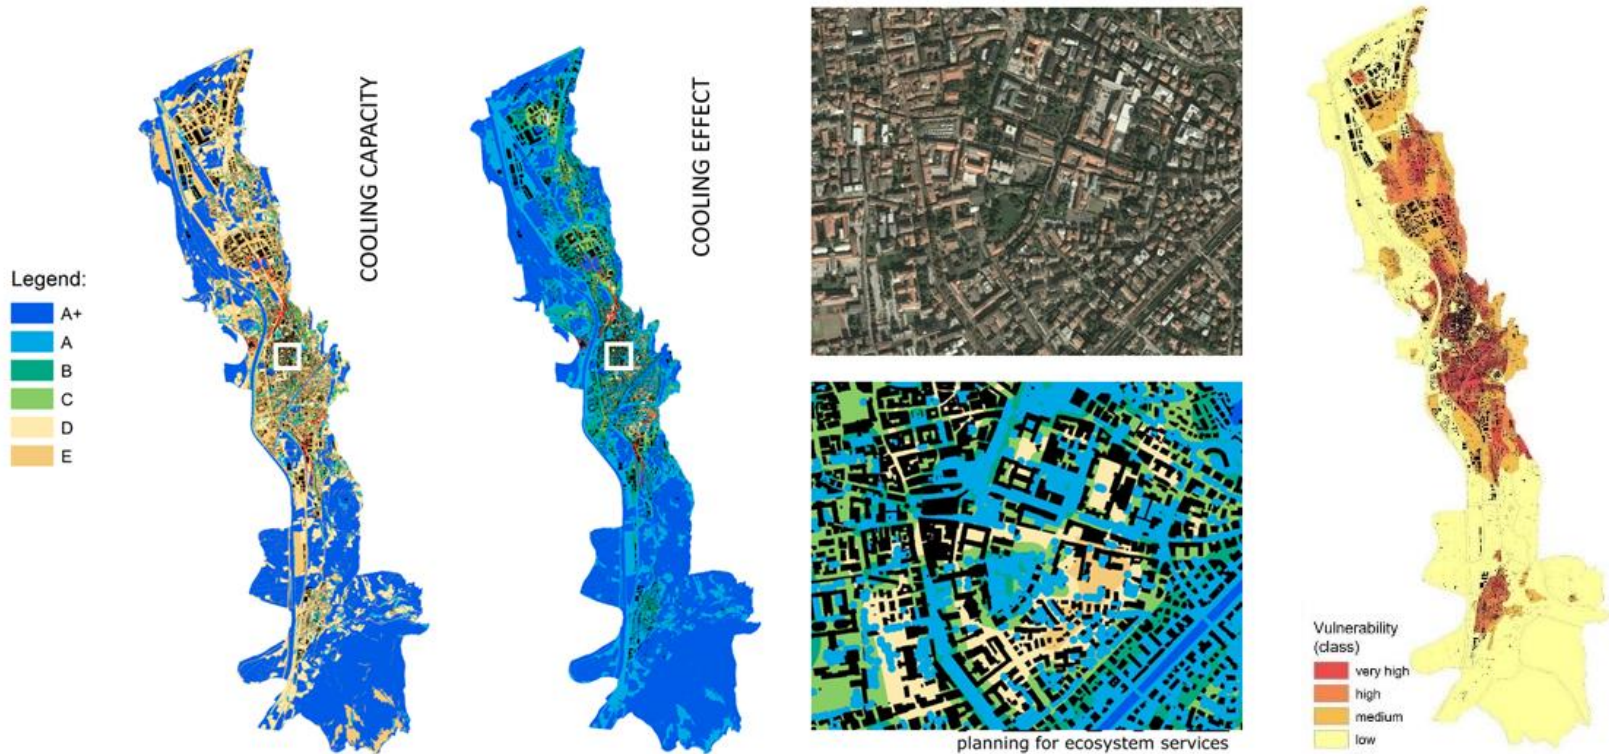 Legend:
A+
A
B
C
D
E
COOLING CAPACITY
COOLING EFFECT
planning for ecosystem services
Vulnerability
(class)
very high
high
medium
low